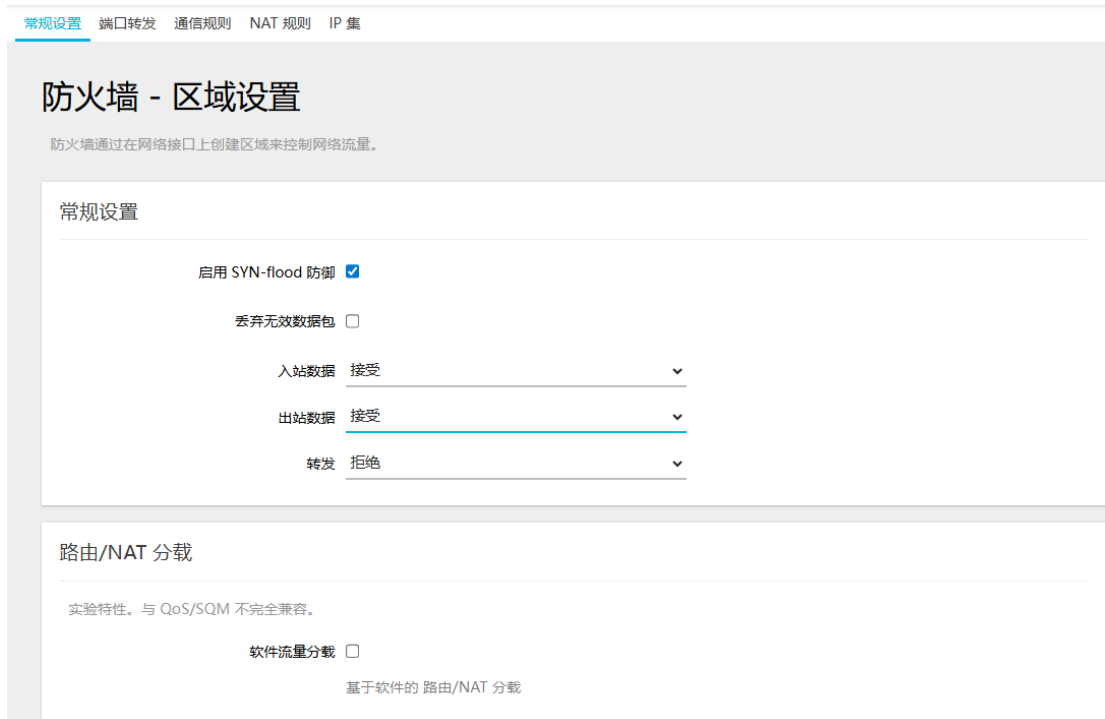 常规设置 端口转发 通信规则 NAT 规则 IP 集
防火墙 - 区域设置
防火墙通过在网络接口上创建区域来控制网络流量。
常规设置
启用 SYN-flood 防御
丢弃无效数据包
入站数据 接受
出站数据 接受
转发 拒绝
路由/NAT 分载
实验特性。与 QoS/SQM 不完全兼容。
软件流量分载
基于软件的 路由/NAT 分载